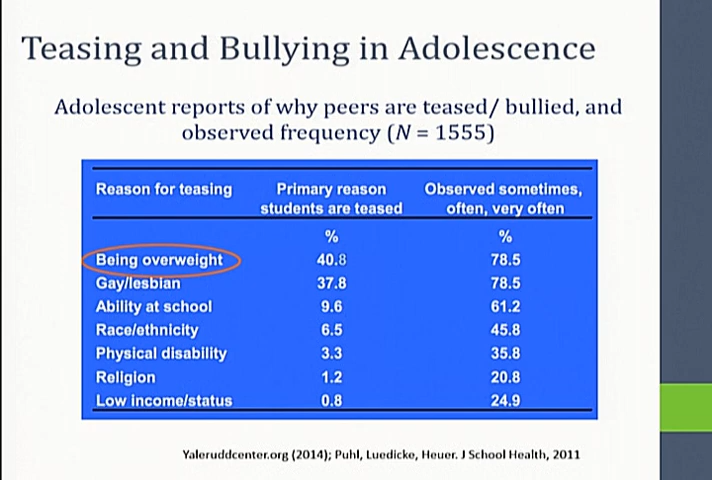 Teasing and Bullying in Adolescence
Adolescent reports of why peers are teased/ bullied, and
observed frequency (N = 1555)
Reason for teasing Primary reason Observed sometimes,
students are teased often, very often
% %
Being overweight 40.8 78.5
Gay/lesbian 37.8 78.5
Ability at school 9.6 61.2
Race/ethnicity 6.5 45.8
Physical disability 3.3 35.8
Religion 1.2 20.8
Low income/status 0.8 24.9
Yaleruddcenter.org (2014); Puhl, Luedicke, Heuer. J School Health, 2011